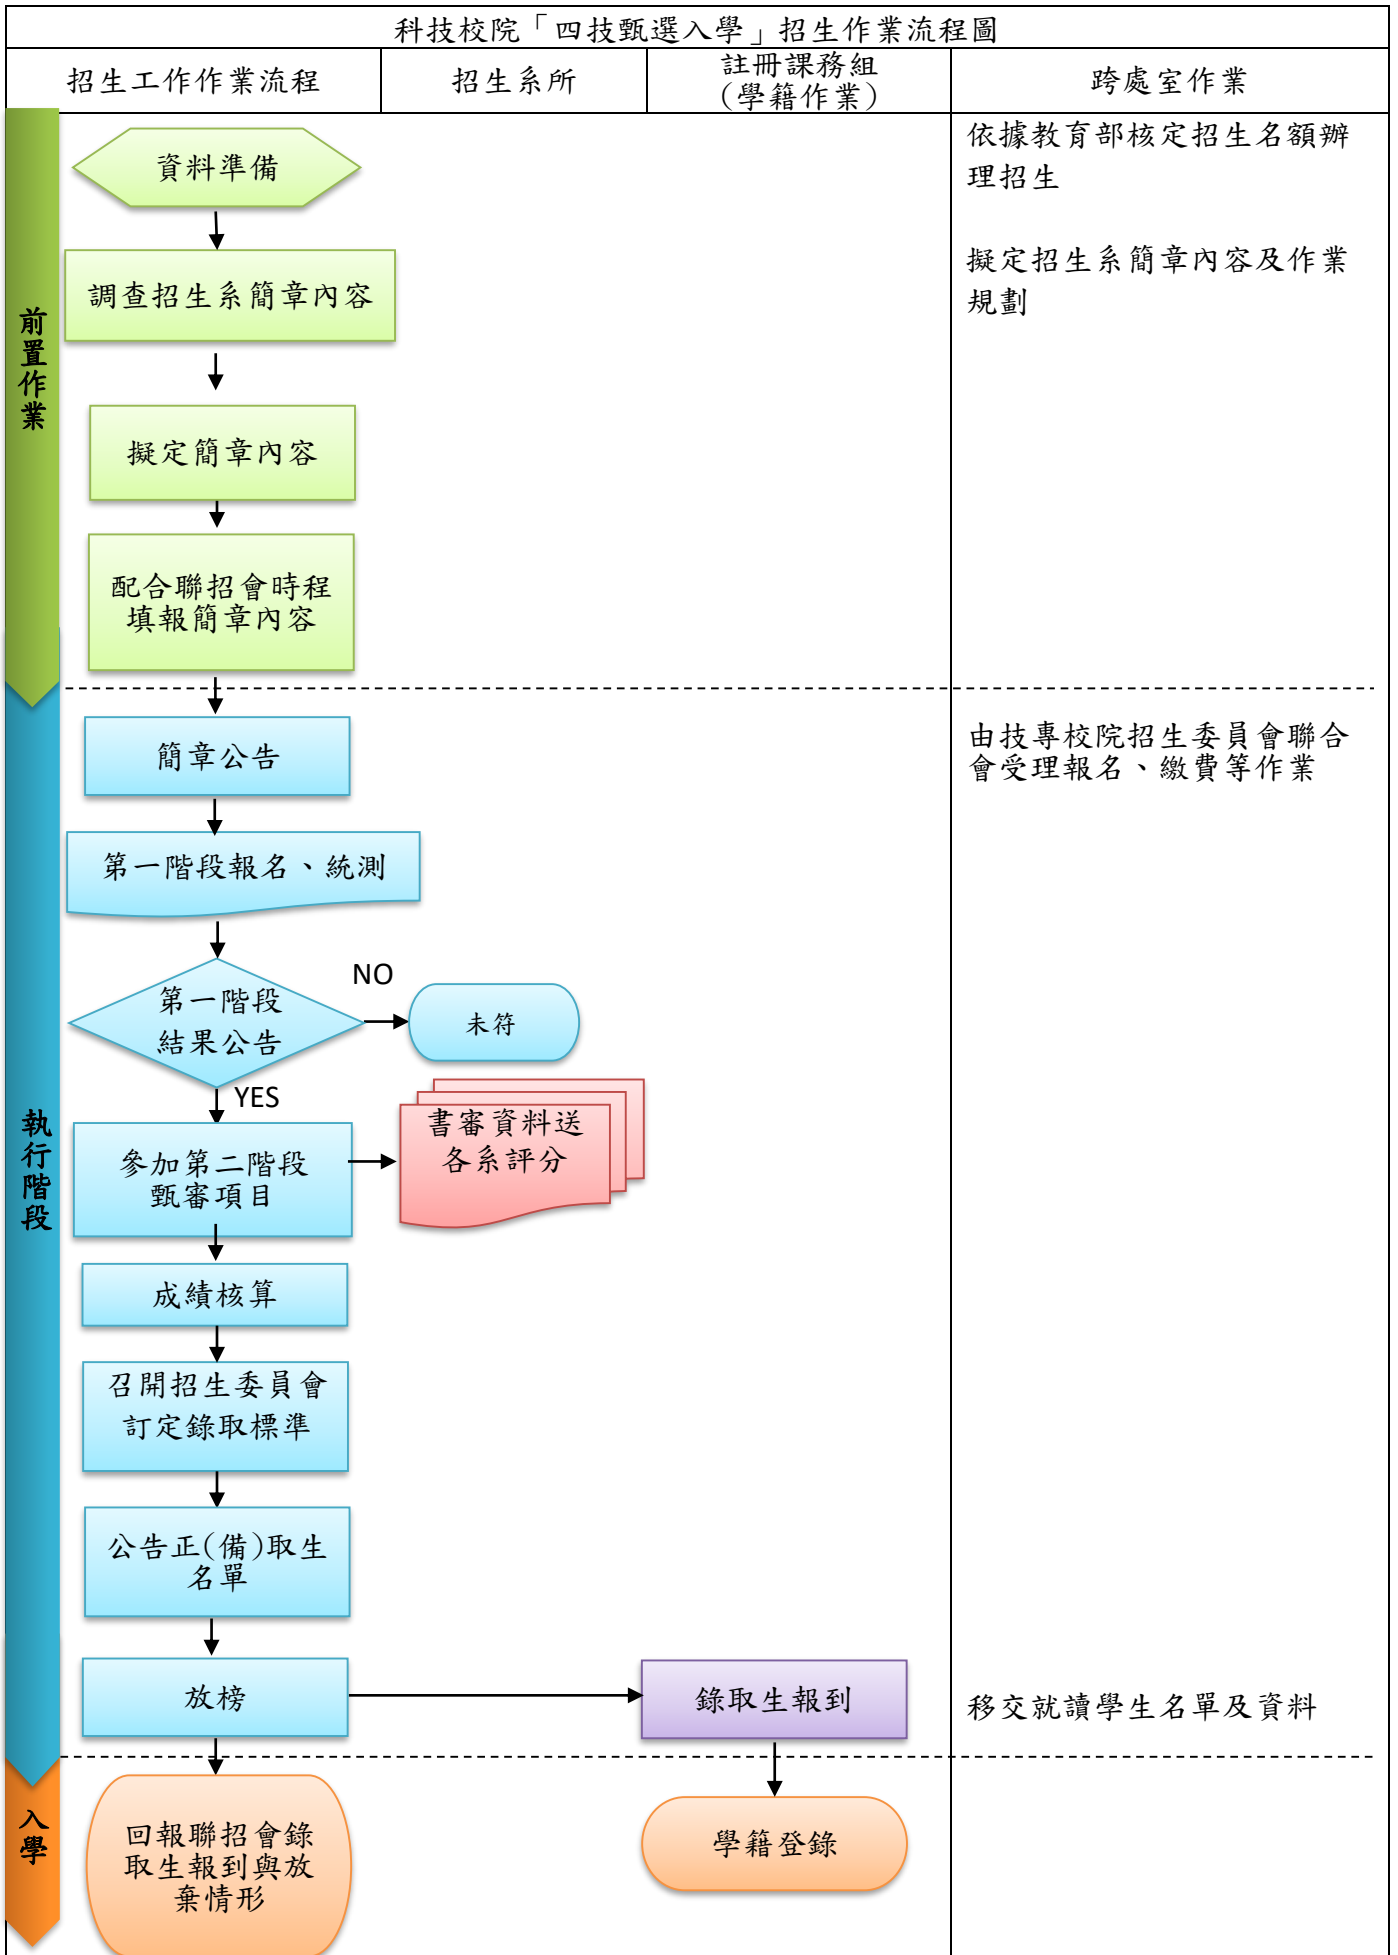 科技校院「四技甄選入學」招生作業流程圖
招生工作作業流程
招生系所
註冊課務組
(學籍作業)
跨處室作業
前置作業
資料準備
依據教育部核定招生名額辦
理招生
調查招生系簡章內容
擬定招生系簡章內容及作業
規劃
擬定簡章內容
配合聯招會時程
填報簡章內容
執行階段
簡章公告
由技專校院招生委員會聯合
會受理報名、繳費等作業
第一階段報名、統測
第一階段
結果公告
NO
未符
YES
參加第二階段
甄審項目
書審資料送
各系評分
成績核算
召開招生委員會
訂定錄取標準
公告正(備)取生
名單
放榜
錄取生報到
移交就讀學生名單及資料
入學
回報聯招會錄
取生報到與放
棄情形
學籍登錄